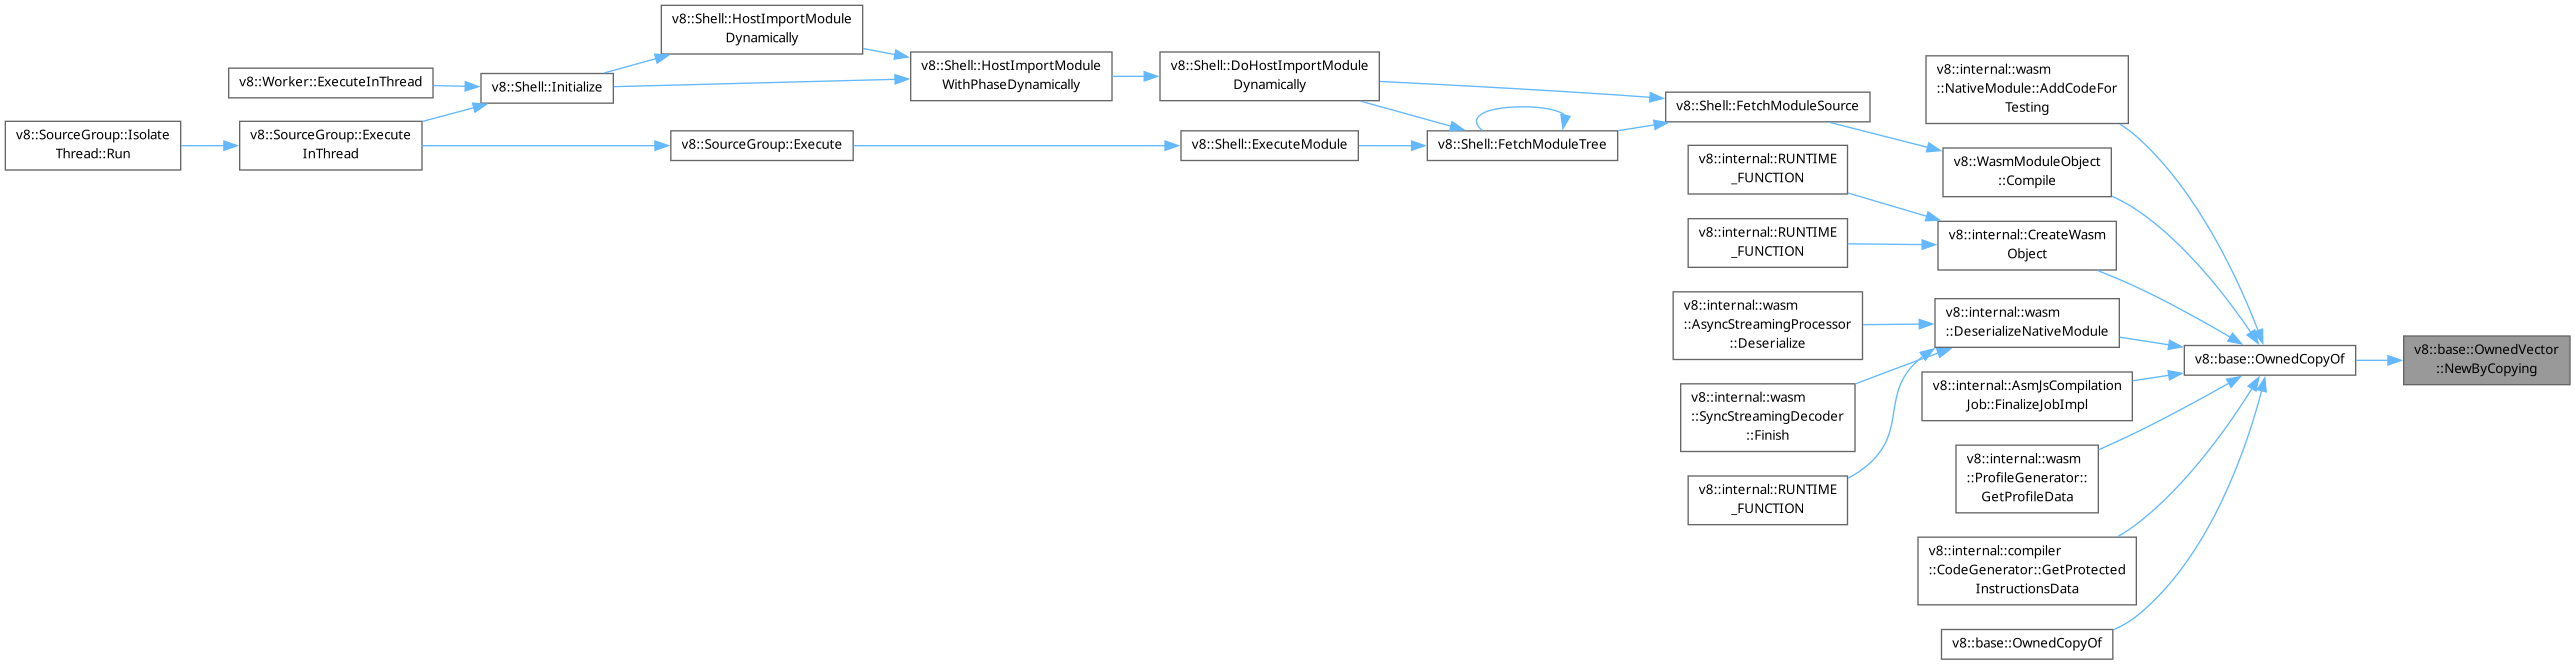 v8::Shell::HostImportModule
Dynamically
v8::Worker::ExecuteInThread
v8::Shell::Initialize
v8::Shell::HostImportModule
WithPhaseDynamically
v8::Shell::DoHostImportModule
Dynamically
v8::Shell::FetchModuleSource
v8::internal::wasm
::NativeModule::AddCodeFor
Testing
v8::SourceGroup::Isolate
Thread::Run
v8::SourceGroup::Execute
InThread
v8::SourceGroup::Execute
v8::Shell::ExecuteModule
v8::Shell::FetchModuleTree
v8::WasmModuleObject
::Compile
v8::internal::RUNTIME
_FUNCTION
v8::internal::RUNTIME
_FUNCTION
v8::internal::CreateWasm
Object
v8::internal::wasm
::AsyncStreamingProcessor
::Deserialize
v8::internal::wasm
::DeserializeNativeModule
v8::base::OwnedCopyOf
v8::base::OwnedVector
::NewByCopying
v8::internal::AsmJsCompilation
Job::FinalizeJobImpl
v8::internal::wasm
::SyncStreamingDecoder
::Finish
v8::internal::wasm
::ProfileGenerator::
GetProfileData
v8::internal::RUNTIME
_FUNCTION
v8::internal::compiler
::CodeGenerator::GetProtected
InstructionsData
v8::base::OwnedCopyOf